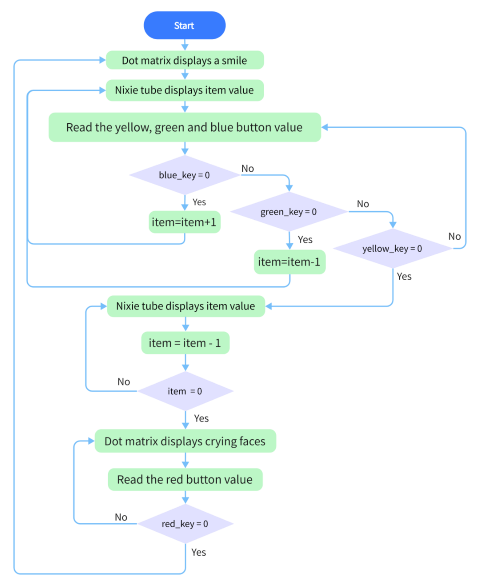 Start
Dot matrix displays a smile
Nixie tube displays item value
Read the yellow, green and blue button value
blue_key = 0
No
Yes
item=item+1
green_key = 0
No
Yes
item=item-1
yellow_key = 0
No
Yes
Nixie tube displays item value
item = item - 1
item = 0
No
Yes
Dot matrix displays crying faces
Read the red button value
red_key = 0
No
Yes